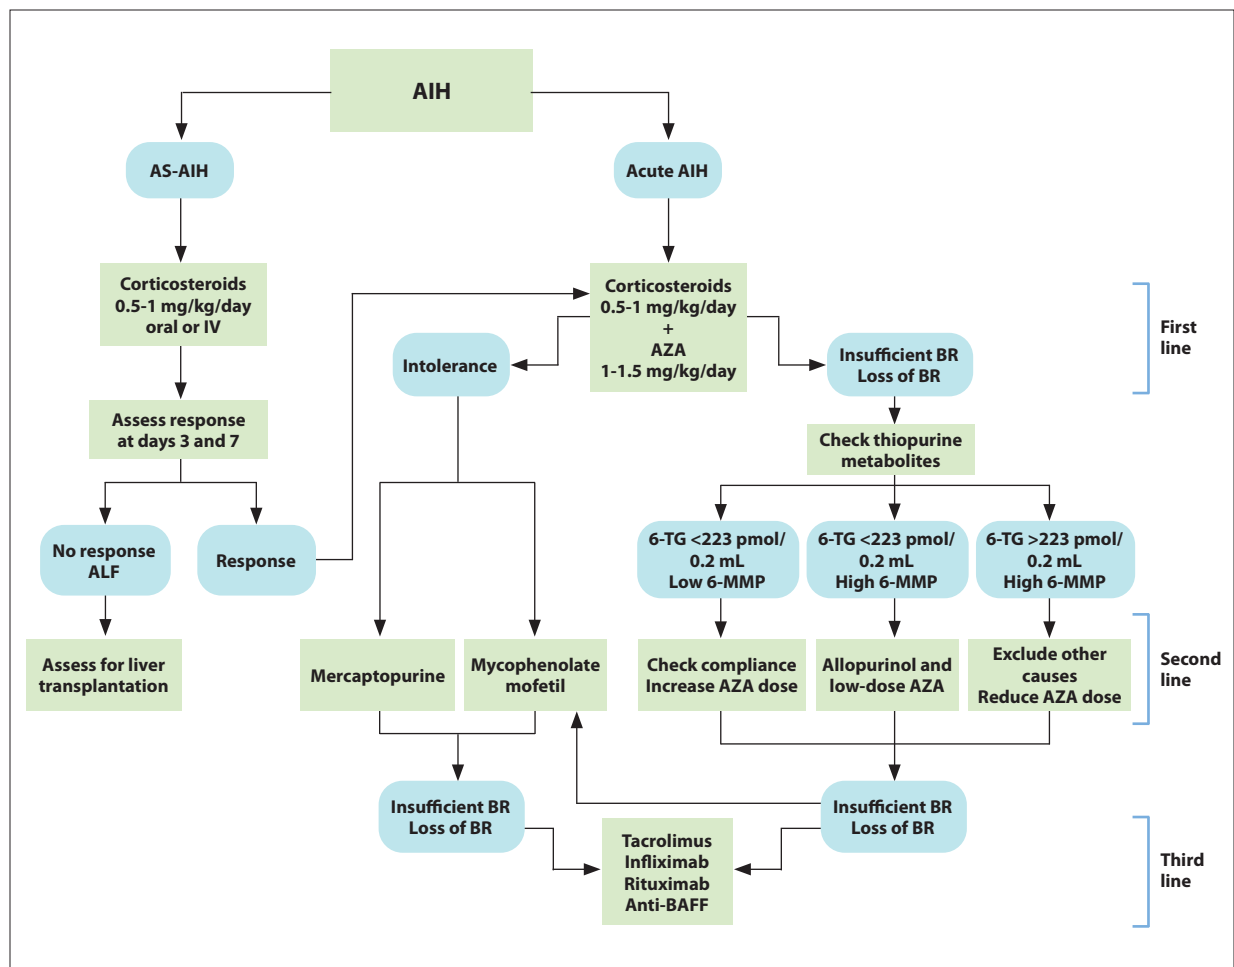 AIH
AS-AIH
Acute AIH
Corticosteroids
0.5-1 mg/kg/day
oral or IV
Corticosteroids
0.5-1 mg/kg/day
+
AZA
1-1.5 mg/kg/day
First
line
Intolerance
Insufficient BR
Loss of BR
Assess response
at days 3 and 7
Check thiopurine
metabolites
No response
ALF
Response
6-TG <223 pmol/
0.2 mL
Low 6-MMP
6-TG <223 pmol/
0.2 mL
High 6-MMP
6-TG >223 pmol/
0.2 mL
High 6-MMP
Assess for liver
transplantation
Mercaptopurine
Mycophenolate
mofetil
Check compliance
Increase AZA dose
Allopurinol and
low-dose AZA
Exclude other
causes
Reduce AZA dose
Second
line
Insufficient BR
Loss of BR
Insufficient BR
Loss of BR
Tacrolimus
Infliximab
Rituximab
Anti-BAFF
Third
line